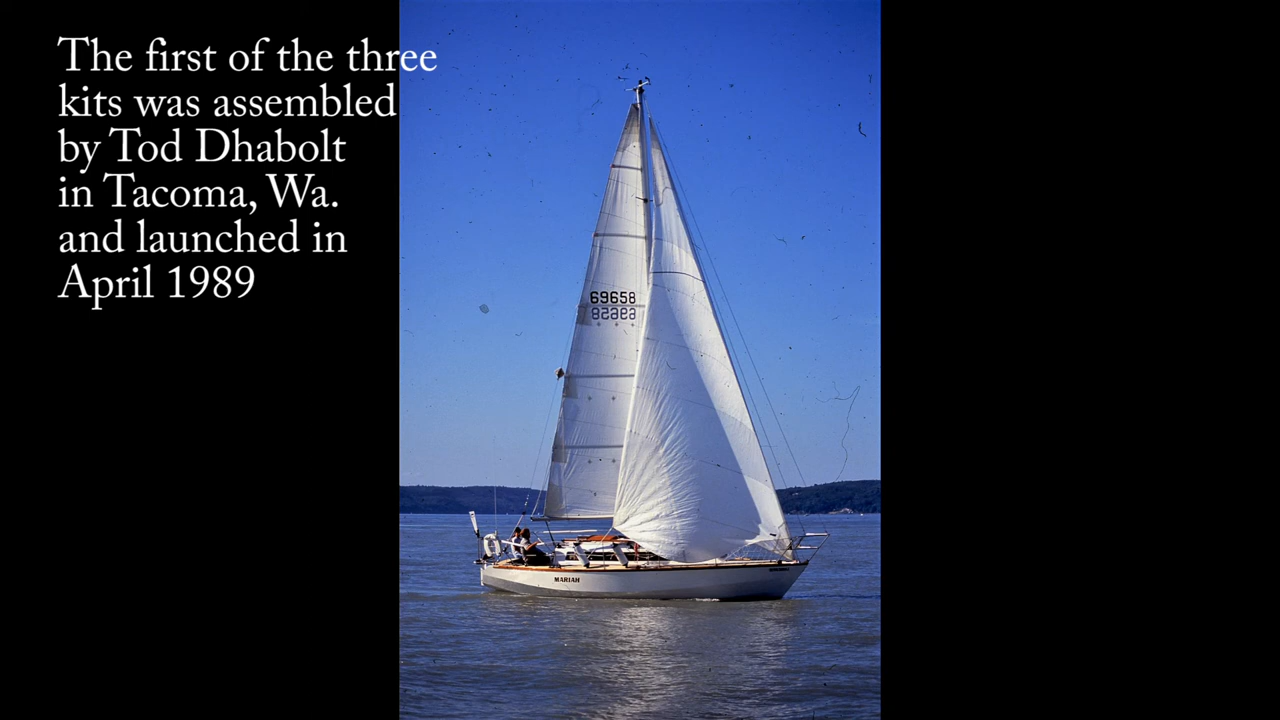 The first of the three
kits was assembled
by Tod Dhabolt
in Tacoma, Wa.
and launched in
April 1989
69658
69658
MARIAH